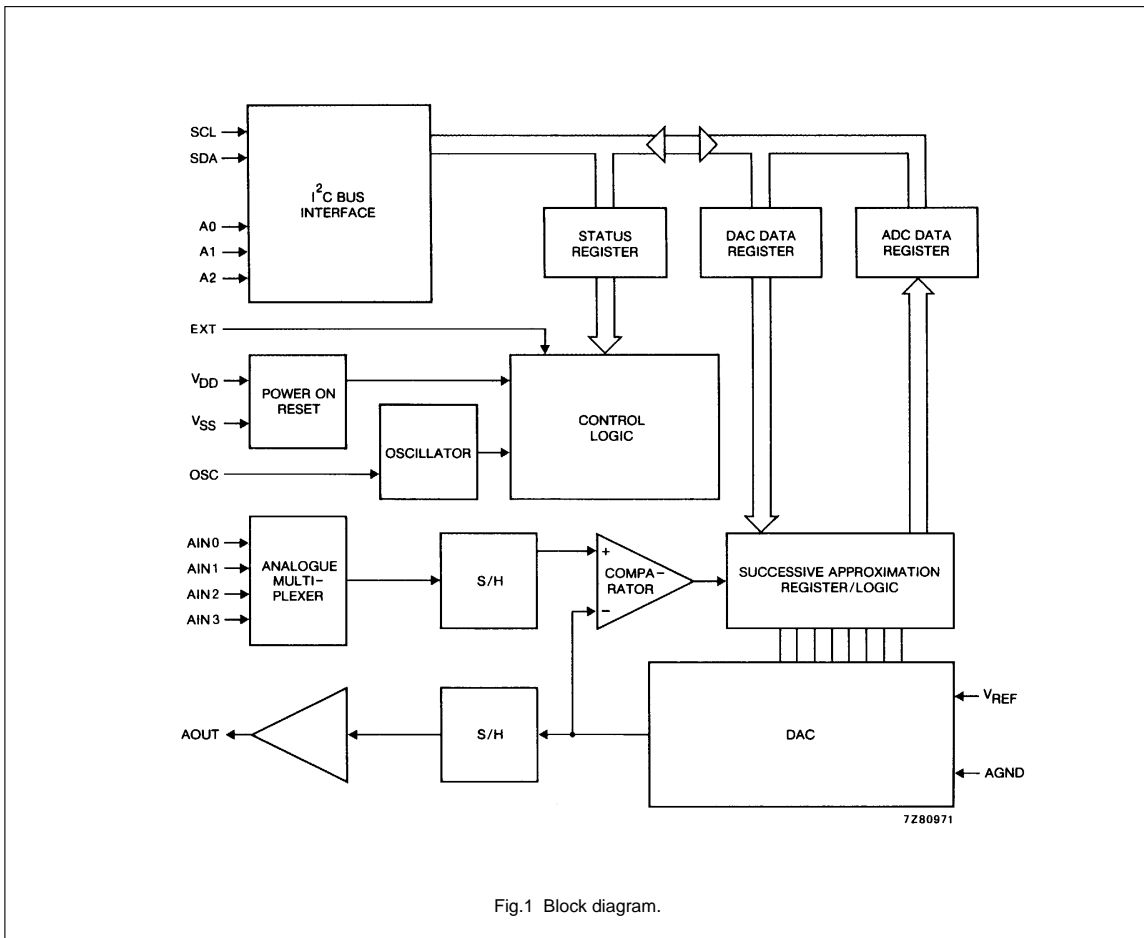 SCL
SDA
A0
A1
A2
I2C BUS
INTERFACE
STATUS
REGISTER
DAC DATA
REGISTER
ADC DATA
REGISTER
EXT
VDD
VSS
POWER ON
RESET
OSC
OSCILLATOR
CONTROL
LOGIC
AIN0
AIN1
AIN2
AIN3
ANALOGUE
MULTI-
PLEXER
S/H
+
COMPA-
RATOR
−
SUCCESSIVE APPROXIMATION
REGISTER/LOGIC
AOUT
S/H
DAC
VREF
AGND
7Z80971
Fig.1 Block diagram.